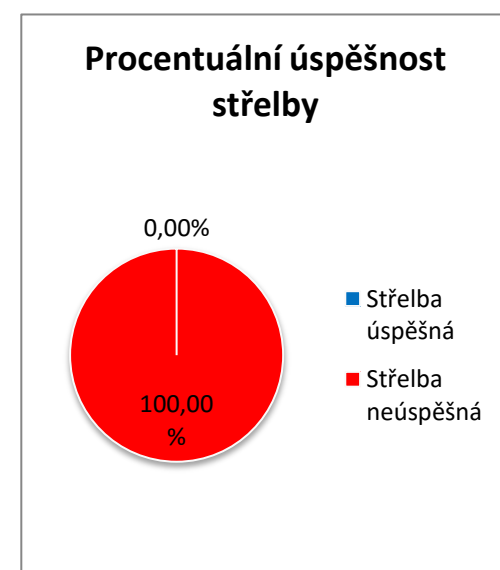 Procentuální úspěšnost
střelby
0,00%
100,00
%
Střelba
úspěšná
Střelba
neúspěšná